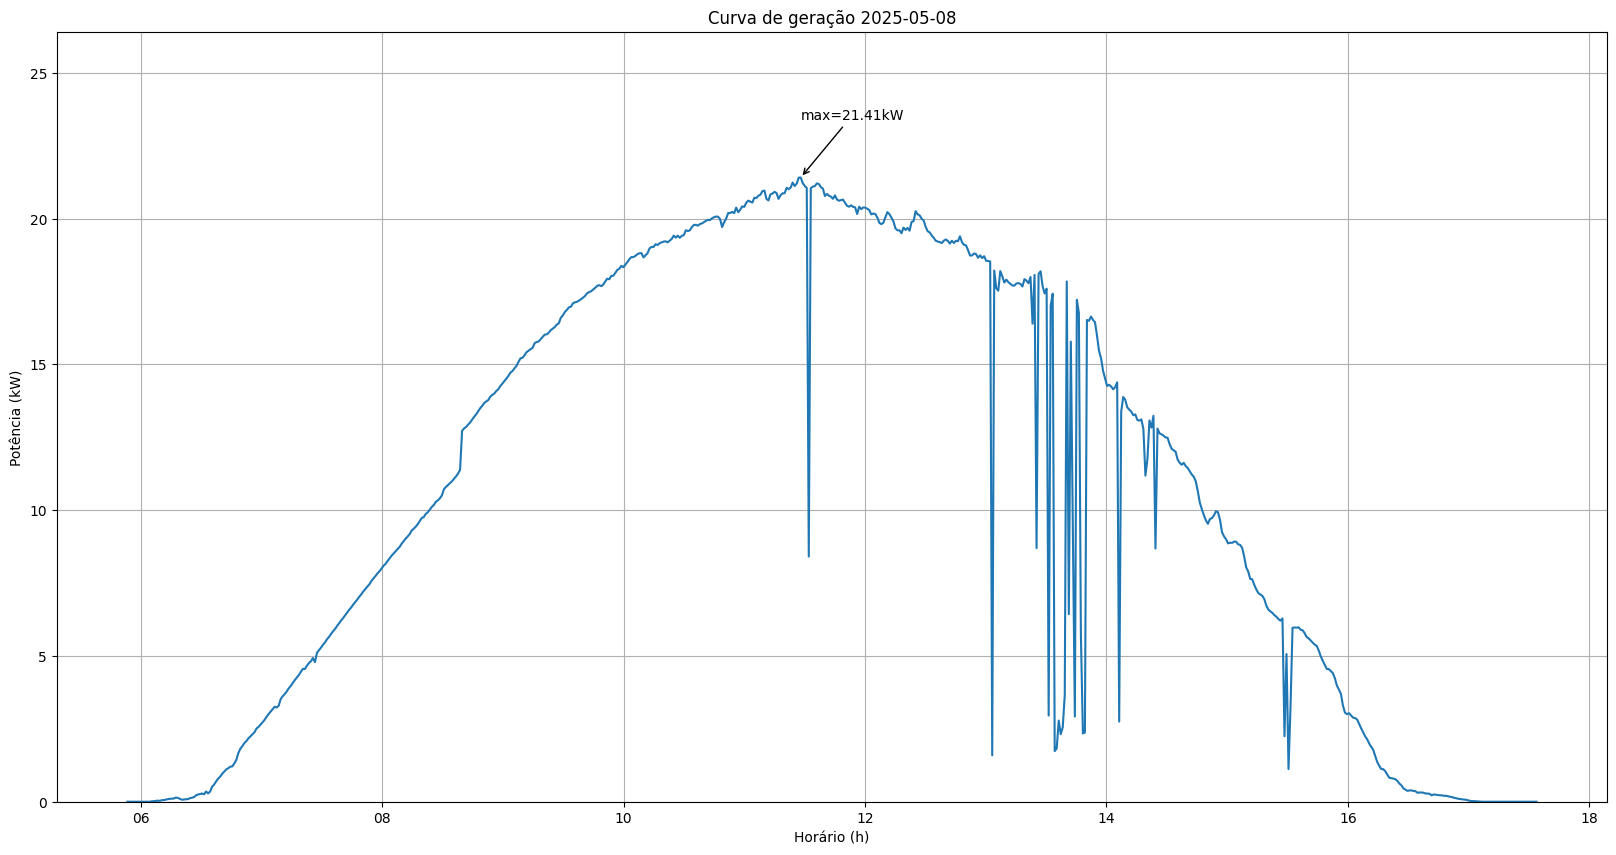 Curva de geração 2025-05-08
25
max=21.41kW
20
15
Potência (kW)
10
5
0
06 08 10 12 14 16 18
Horário (h)